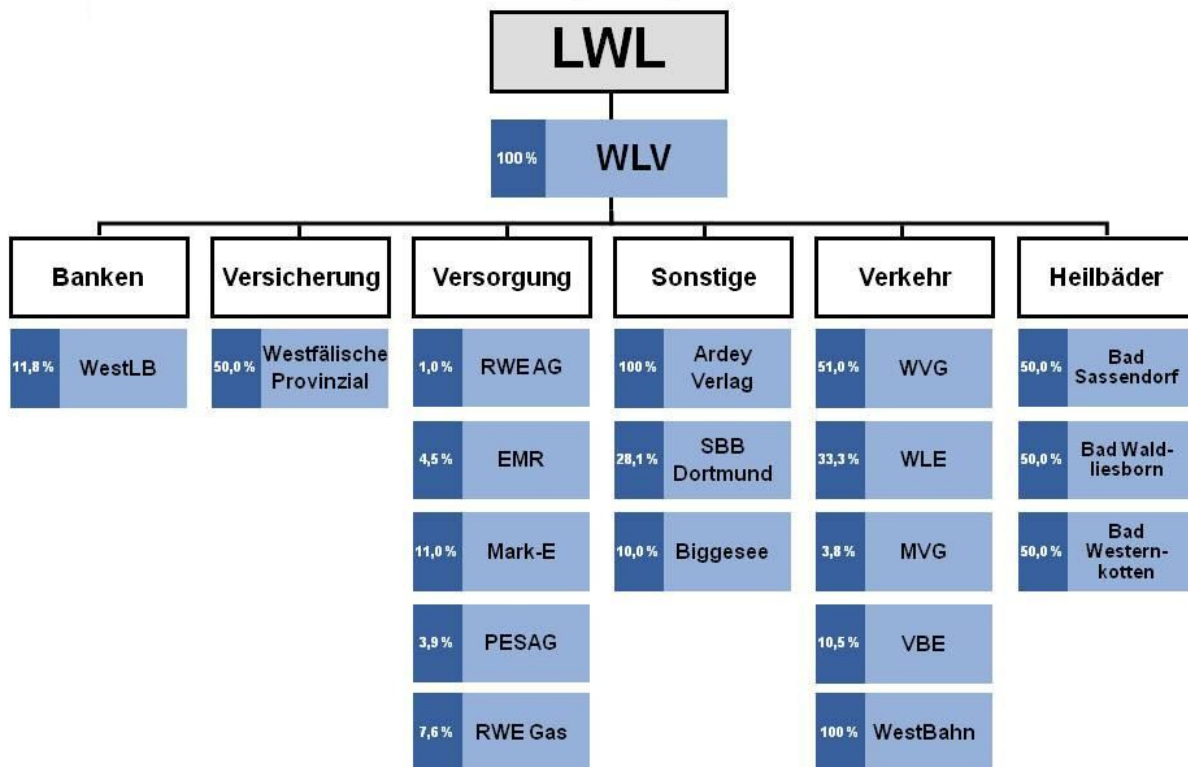 LWL
100 %
WLV
Banken
Versicherung
Versorgung
Sonstige
Verkehr
Heilbäder
11,8 %
WestLB
50,0 %
Westfälische
Provinzial
1,0 %
RWE AG
100 %
Ardey
Verlag
51,0 %
WVG
50,0 %
Bad
Sassendorf
4,5 %
EMR
28,1 %
SBB
Dortmund
33,3 %
WLE
50,0 %
Bad Wald-
liesborn
11,0 %
Mark-E
10,0 %
Biggesee
3,8 %
MVG
50,0 %
Bad
Western-
kotten
3,9 %
PESAG
10,5 %
VBE
7,6 %
RWE Gas
100 %
WestBahn